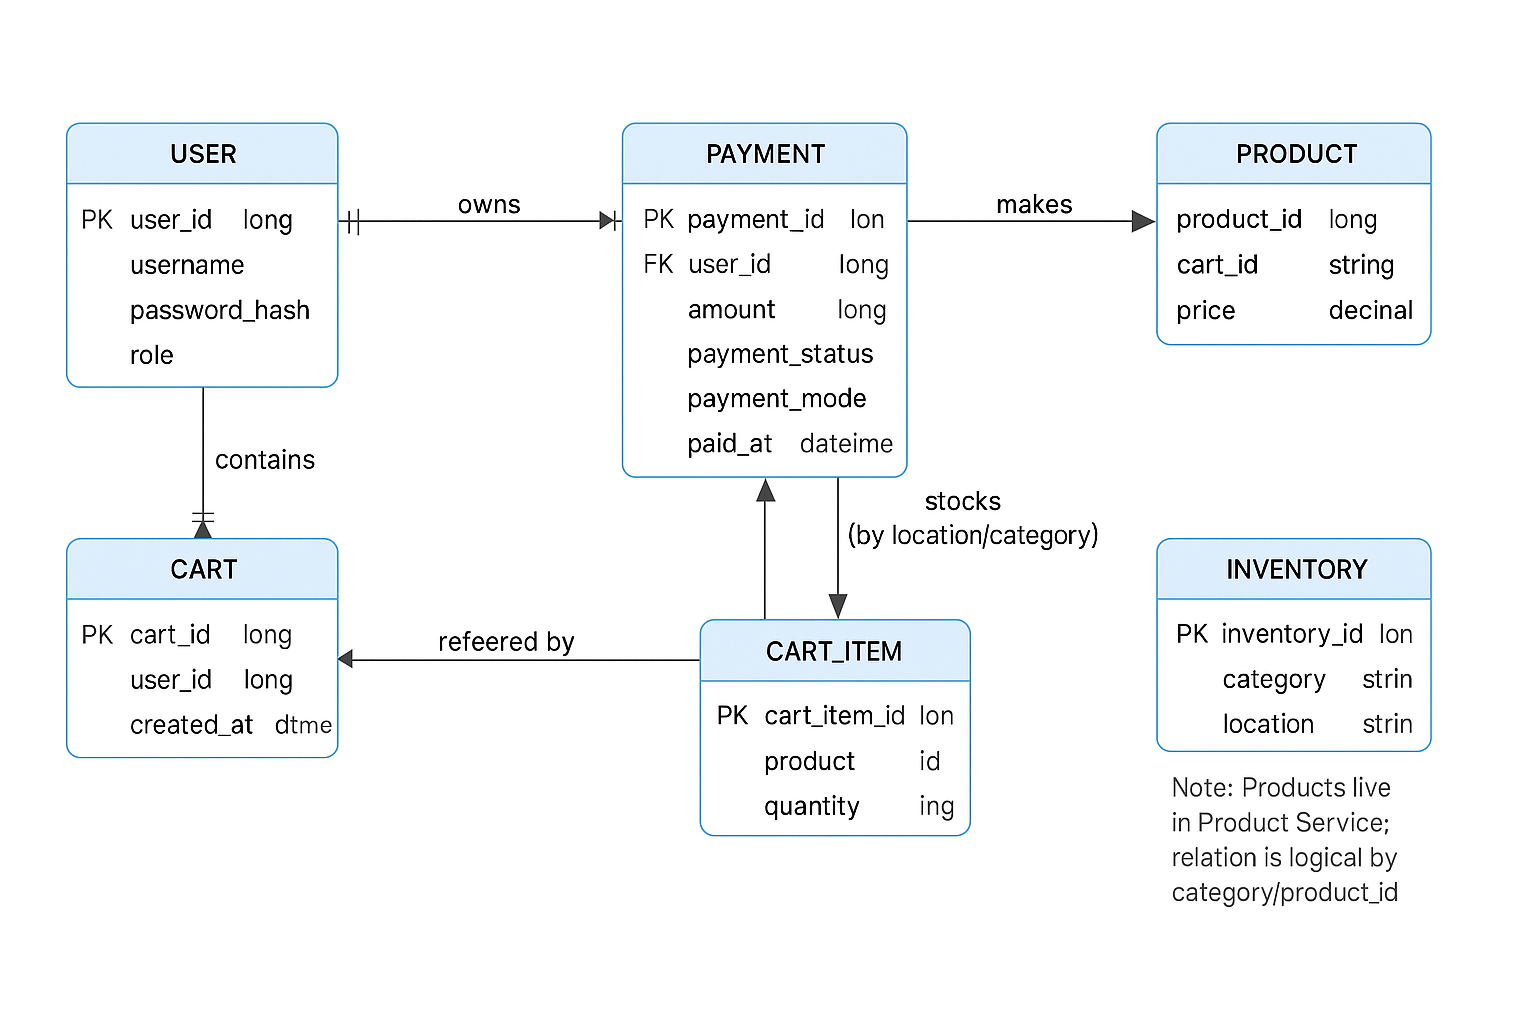 USER
PK user_id long
username
password_hash
role
owns
PAYMENT
PK payment_id lon
FK user_id long
amount long
payment_status
payment_mode
paid_at dateime
makes
PRODUCT
product_id long
cart_id string
price decinal
contains
stocks
(by location/category)
CART
PK cart_id long
user_id long
created_at dtme
refeered by
CART_ITEM
PK cart_item_id lon
product id
quantity ing
INVENTORY
PK inventory_id lon
category strin
location strin
Note: Products live
in Product Service;
relation is logical by
category/product_id